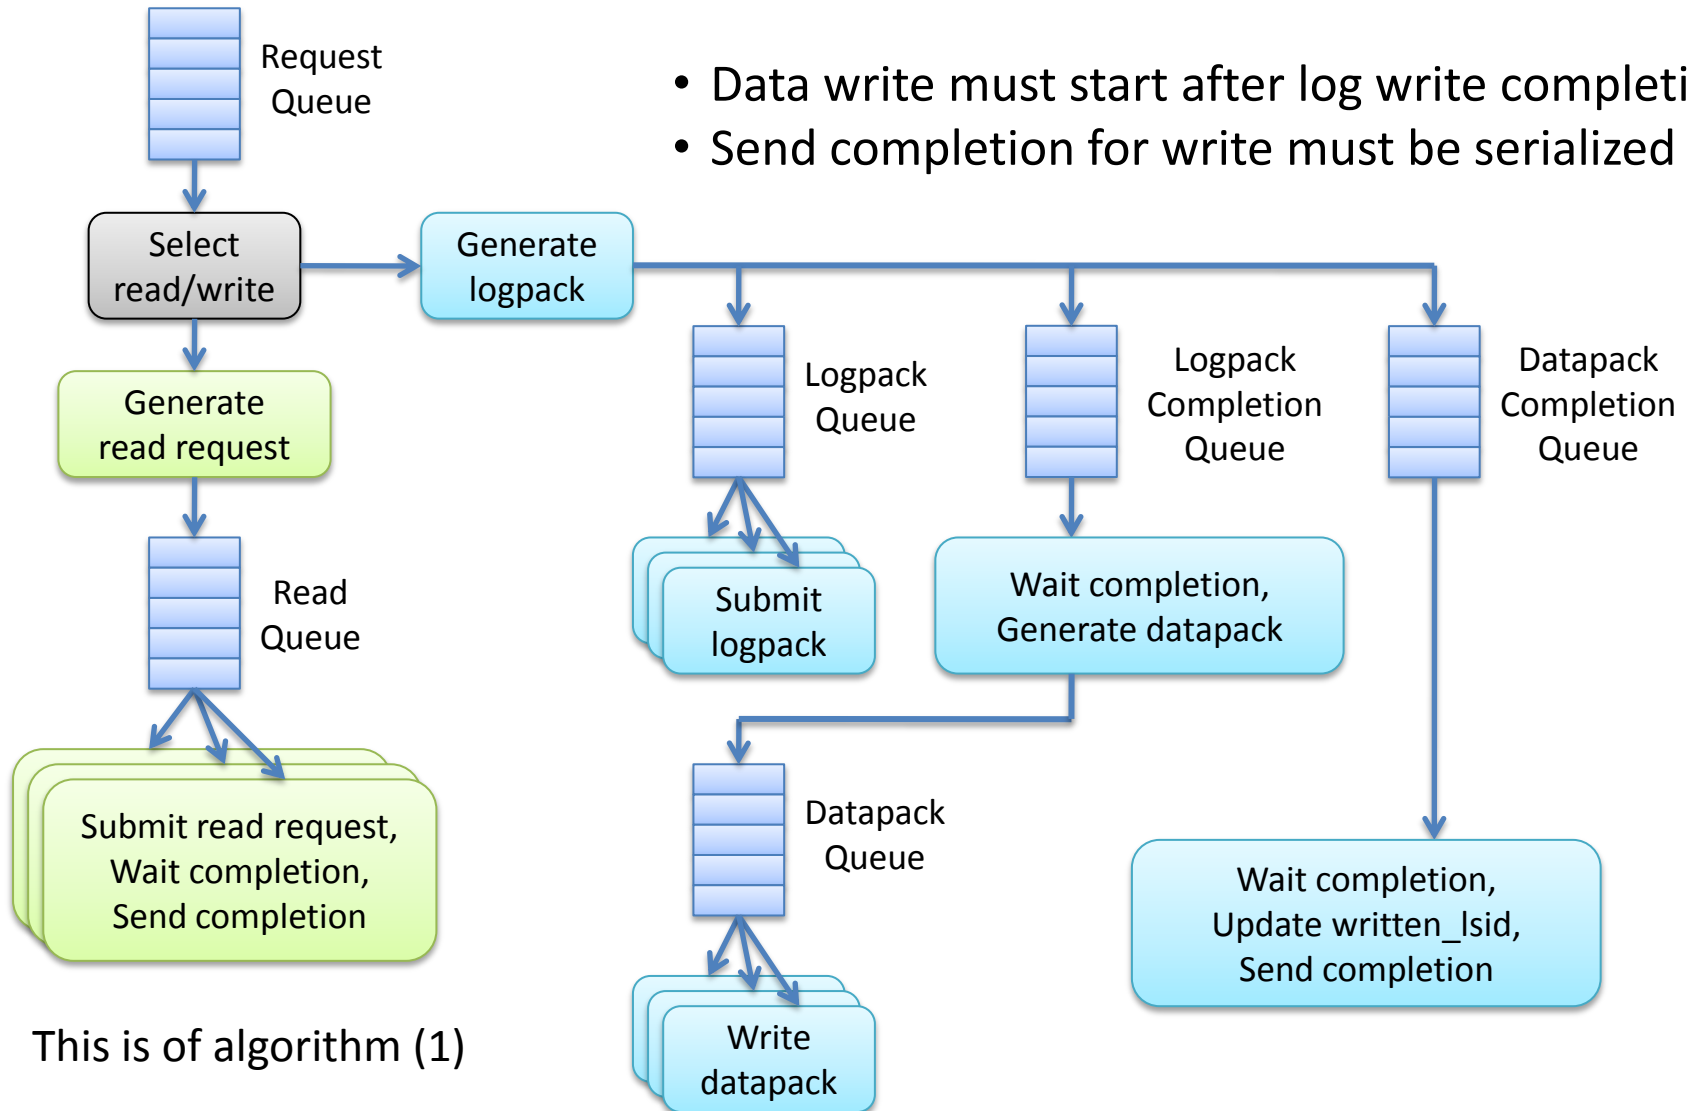 Request
Queue
• Data write must start after log write completi
• Send completion for write must be serialized
Select
read/write
Generate
logpack
Generate
read request
Logpack
Queue
Logpack
Completion
Queue
Datapack
Completion
Queue
Read
Queue
Submit
logpack
Wait completion,
Generate datapack
Submit read request,
Wait completion,
Send completion
Datapack
Queue
Wait completion,
Update written_lsid,
Send completion
Write
datapack
This is of algorithm (1)